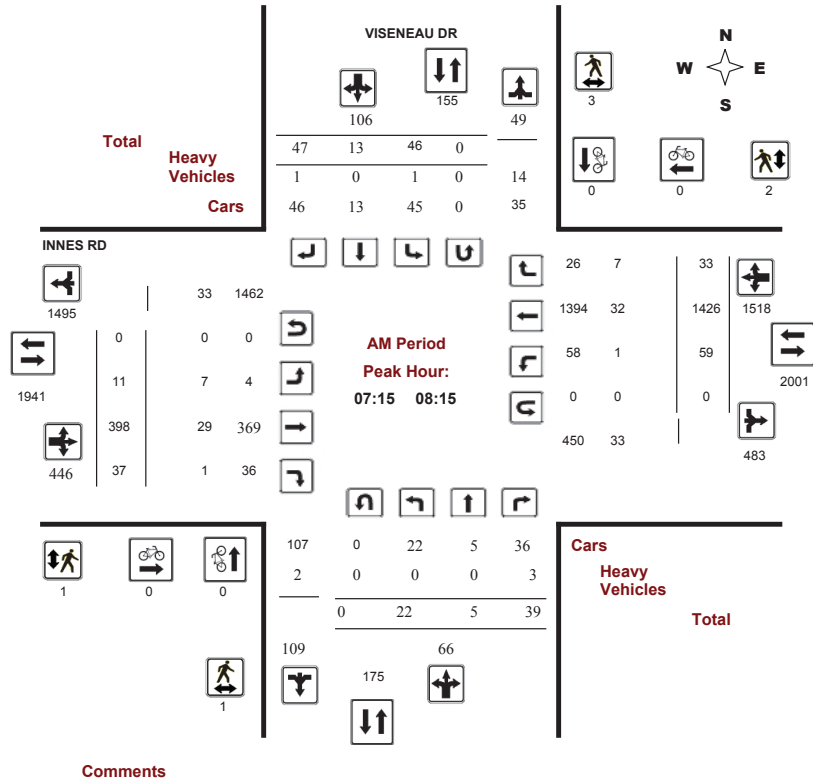 VISENEAU DR
N
W E
S
155
3
106 49
Total 47 13 46 0
Heavy
Vehicles 1 0 1 0 14
Cars 46 13 45 0 35
0 0 2
INNES RD
1495 33 1462
26 7 33
0 0 0
1394 32 1426 1518
AM Period
Peak Hour:
07:15 08:15
58 1 59
2001
1941 11 7 4
0 0 0
398 29 369
450 33
483
446 37 1 36
107 0 22 5 36 Cars
2 0 0 0 3 Heavy
Vehicles
0 22 5 39 Total
1 0 0
109 66
175
1
Comments